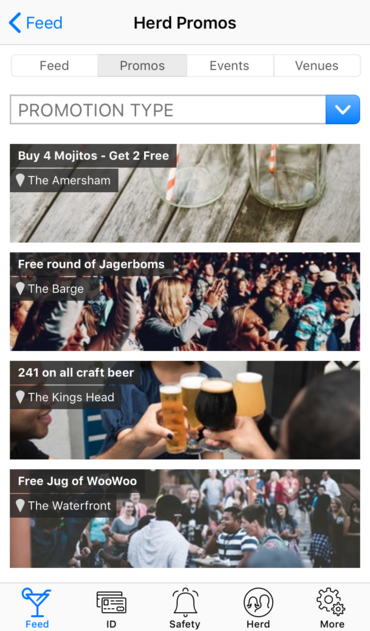 Feed
Herd Promos
Feed
Promos
Events
Venues
PROMOTION TYPE
Buy 4 Mojitos - Get 2 Free
The Amersham
Free round of Jagerboms
The Barge
241 on all craft beer
The Kings Head
Free Jug of WooWoo
The Waterfront
Feed
ID
Safety
Herd
More